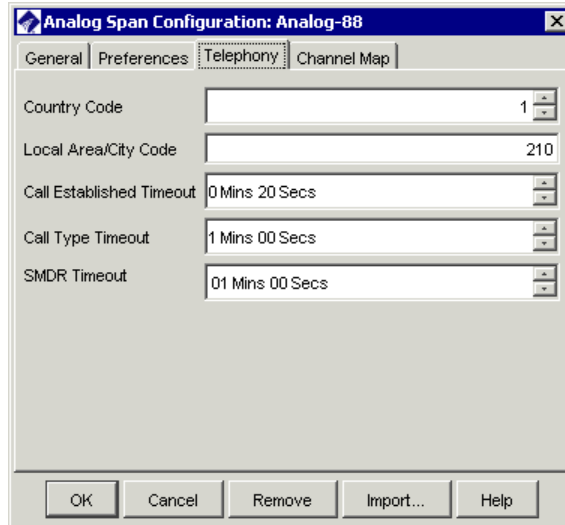 Analog Span Configuration: Analog-88
General Preferences Telephony Channel Map
Country Code 1
Local Area/City Code 210
Call Established Timeout 0 Mins 20 Secs
Call Type Timeout 1 Mins 00 Secs
SMDR Timeout 01 Mins 00 Secs
OK Cancel Remove Import... Help